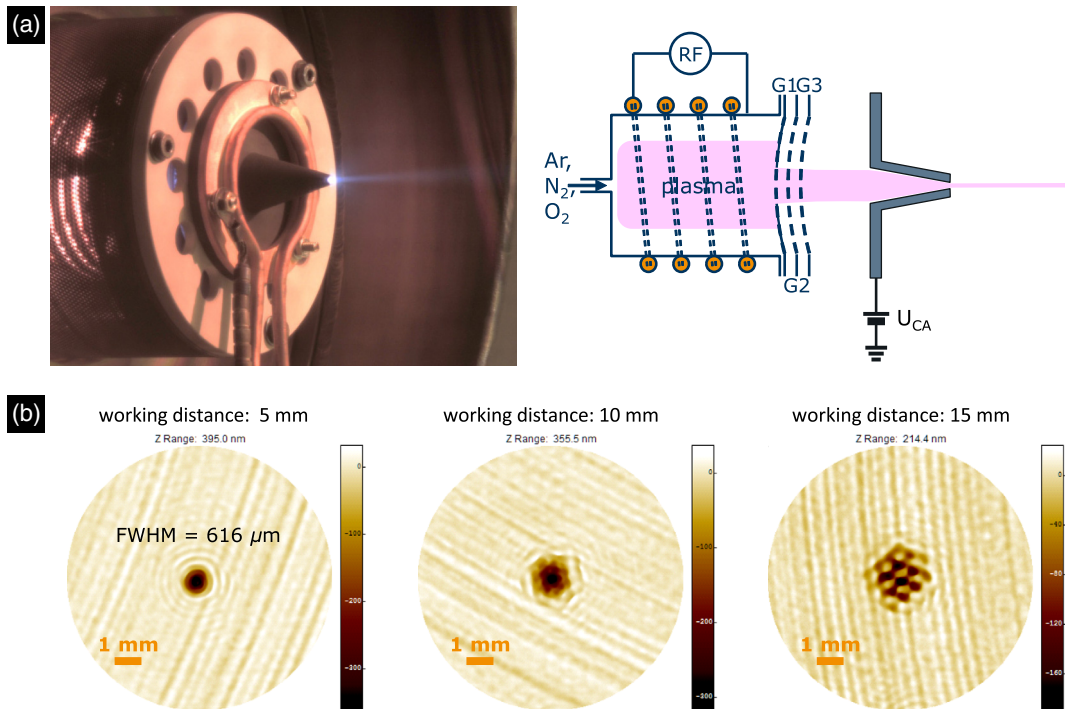 (a)
RF
G1G3
Ar,
N₂,
O₂
plasma
G2
U_CA
(b)
working distance: 5 mm
Z Range: 395.0 nm
0
-100
-200
-300
FWHM = 616 µm
1 mm
working distance: 10 mm
Z Range: 355.5 nm
0
-100
-200
-300
1 mm
working distance: 15 mm
Z Range: 214.4 nm
0
-40
-80
-120
-160
1 mm